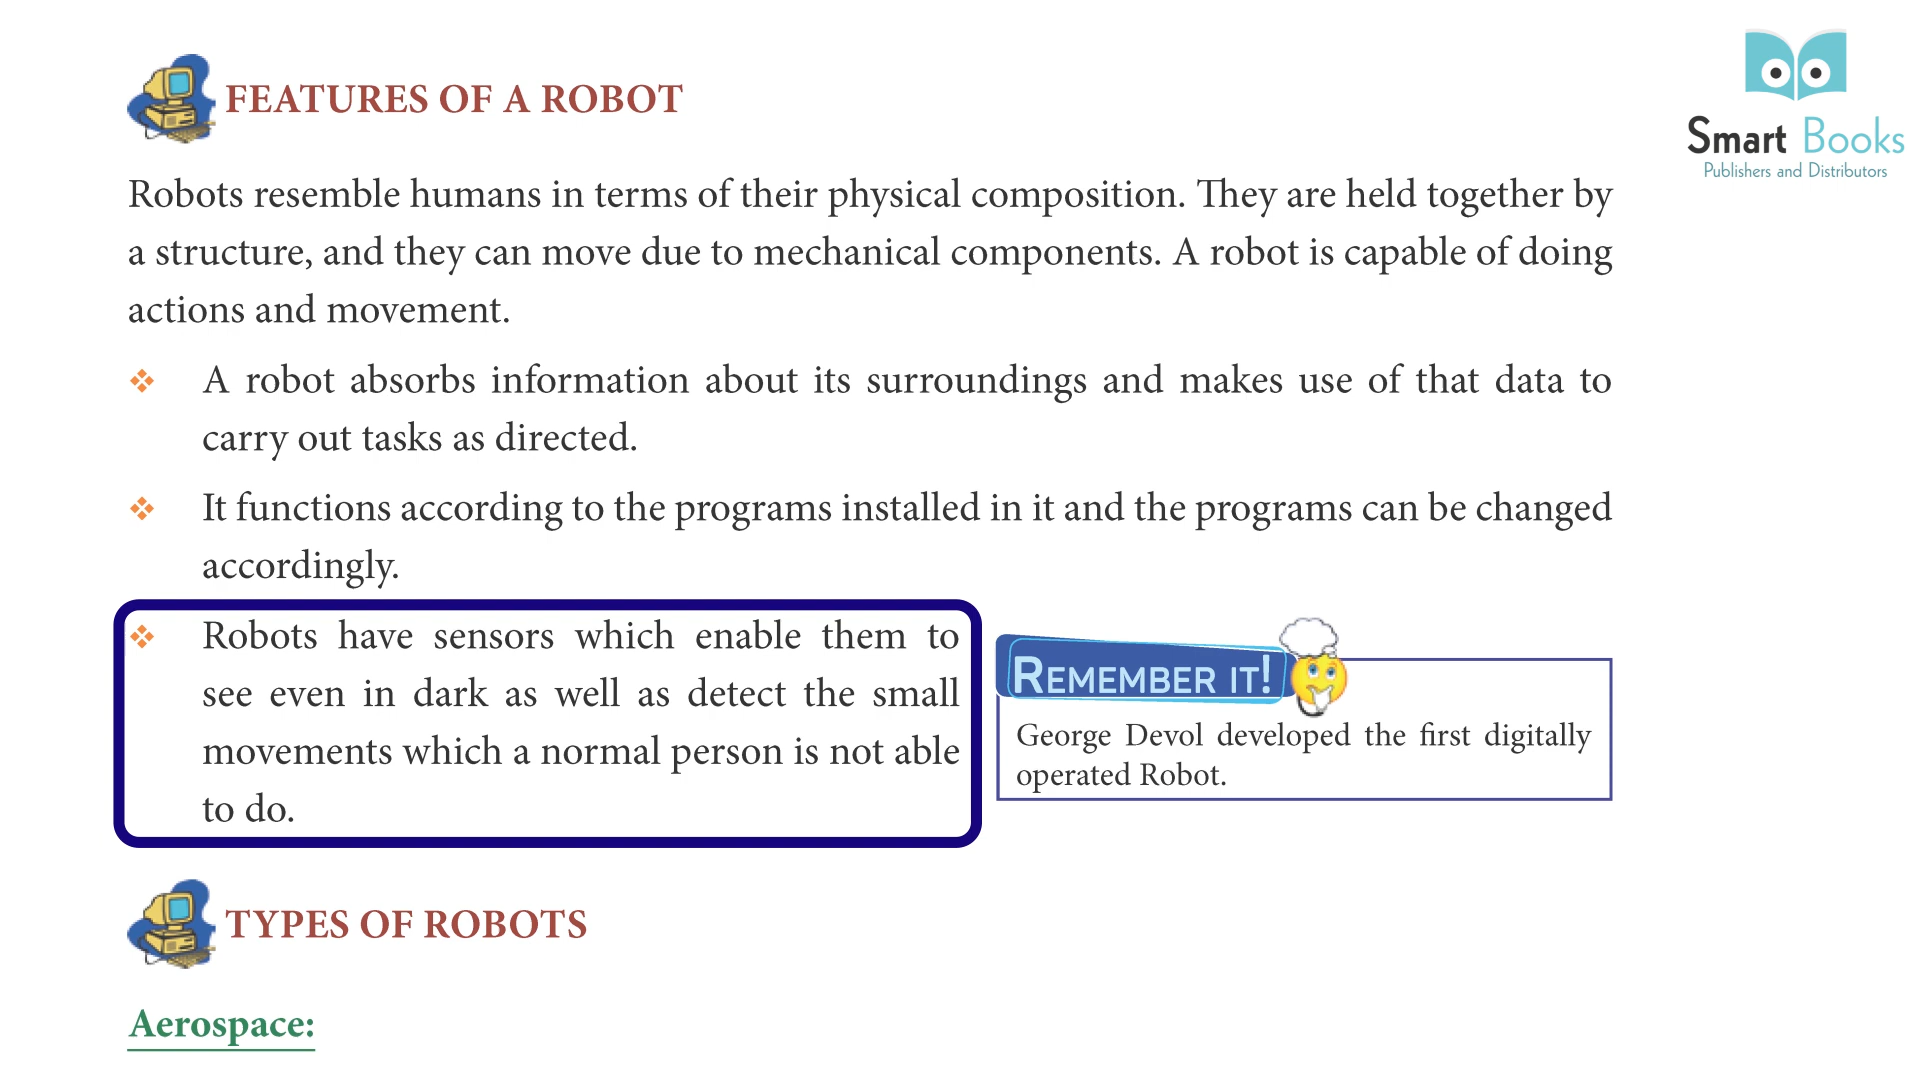 FEATURES OF A ROBOT
Smart Books
Publishers and Distributors
Robots resemble humans in terms of their physical composition. They are held together by
a structure, and they can move due to mechanical components. A robot is capable of doing
actions and movement.
❖ A robot absorbs information about its surroundings and makes use of that data to
carry out tasks as directed.
❖ It functions according to the programs installed in it and the programs can be changed
accordingly.
❖ Robots have sensors which enable them to
see even in dark as well as detect the small
movements which a normal person is not able
to do.
REMEMBER IT!
George Devol developed the first digitally
operated Robot.
TYPES OF ROBOTS
Aerospace: